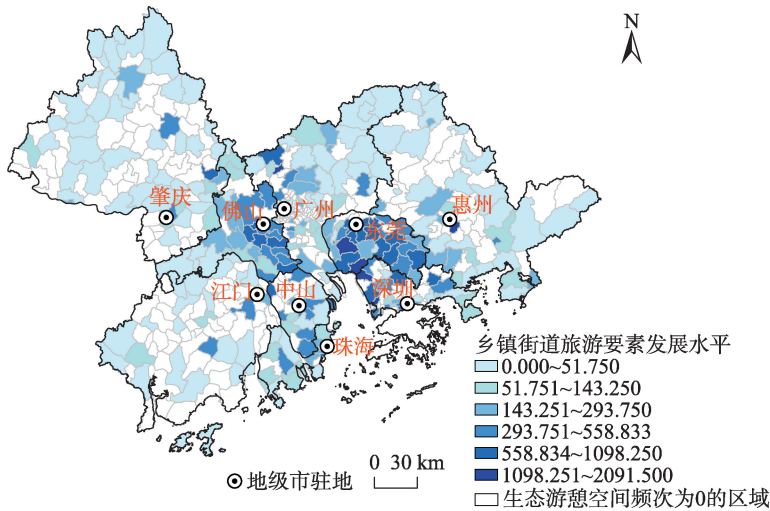 N
肇庆
佛山
广州
东莞
惠州
江门
中山
深圳
珠海
乡镇街道旅游要素发展水平
0.000~51.750
51.751~143.250
143.251~293.750
293.751~558.833
558.834~1098.250
1098.251~2091.500
生态游憩空间频次为0的区域
地级市驻地
0 30 km